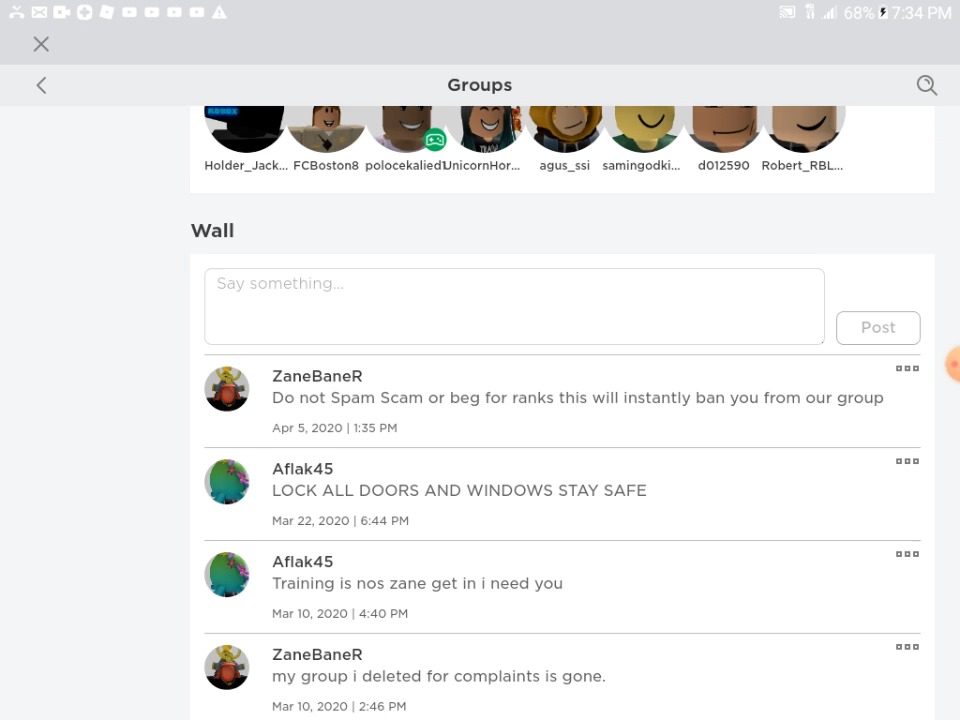 68% 7:34 PM
Groups
ROBUX
Holder_Jack... FCBoston8 polocekalied1 UnicornHor... agus_ssi samingodki... d012590 Robert_RBL...
Wall
Say something...
Post
ZaneBaneR
Do not Spam Scam or beg for ranks this will instantly ban you from our group
Apr 5, 2020 | 1:35 PM
Aflak45
LOCK ALL DOORS AND WINDOWS STAY SAFE
Mar 22, 2020 | 6:44 PM
Aflak45
Training is nos zane get in i need you
Mar 10, 2020 | 4:40 PM
ZaneBaneR
my group i deleted for complaints is gone.
Mar 10, 2020 | 2:46 PM